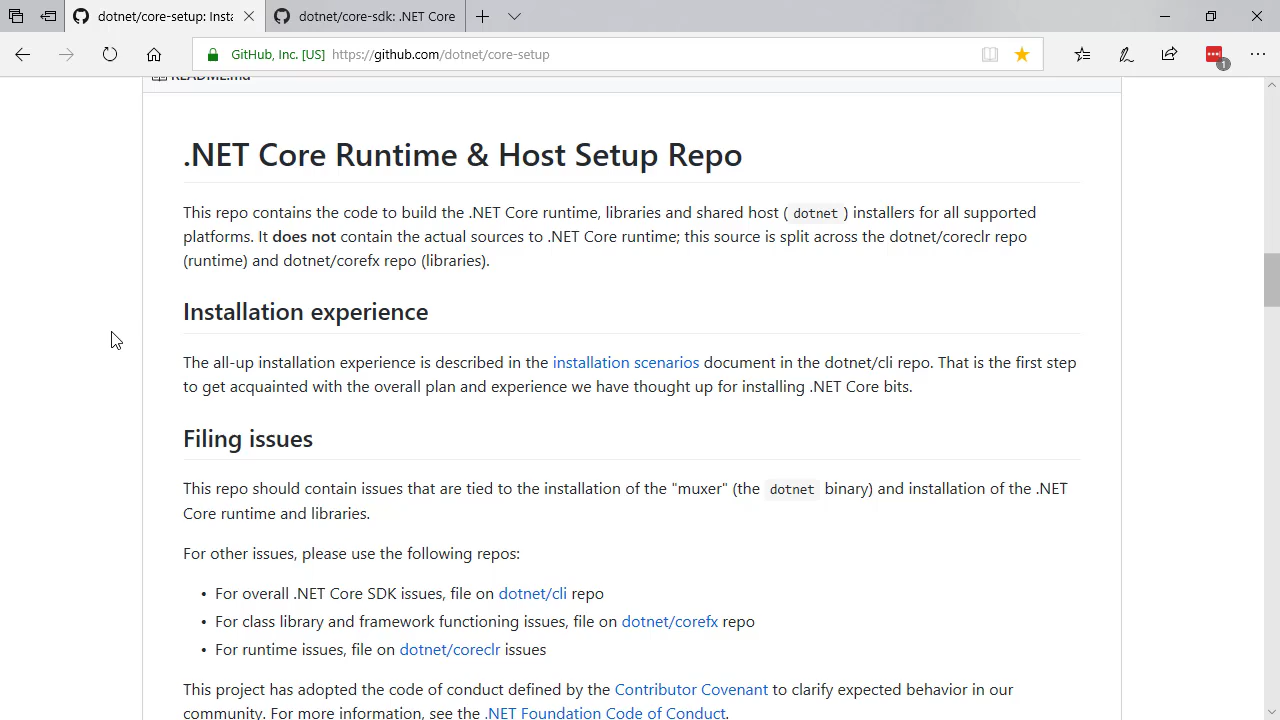 dotnet/core-setup: Insta
dotnet/core-sdk: .NET Core
GitHub, Inc. [US] https://github.com/dotnet/core-setup
1
README.md
.NET Core Runtime & Host Setup Repo
This repo contains the code to build the .NET Core runtime, libraries and shared host ( dotnet ) installers for all supported
platforms. It does not contain the actual sources to .NET Core runtime; this source is split across the dotnet/coreclr repo
(runtime) and dotnet/corefx repo (libraries).
Installation experience
The all-up installation experience is described in the installation scenarios document in the dotnet/cli repo. That is the first step
to get acquainted with the overall plan and experience we have thought up for installing .NET Core bits.
Filing issues
This repo should contain issues that are tied to the installation of the "muxer" (the dotnet binary) and installation of the .NET
Core runtime and libraries.
For other issues, please use the following repos:
• For overall .NET Core SDK issues, file on dotnet/cli repo
• For class library and framework functioning issues, file on dotnet/corefx repo
• For runtime issues, file on dotnet/coreclr issues
This project has adopted the code of conduct defined by the Contributor Covenant to clarify expected behavior in our
community. For more information, see the .NET Foundation Code of Conduct.